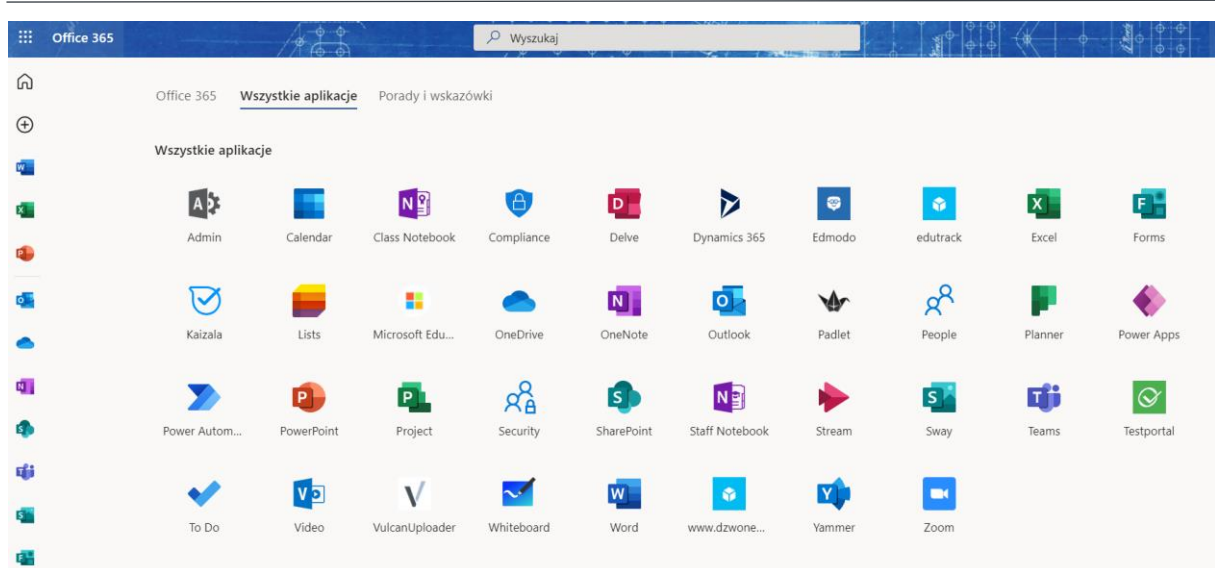 Office 365 Wyszukaj
Office 365 Wszystkie aplikacje Porady i wskazówki
Wszystkie aplikacje
Admin Calendar Class Notebook Compliance Delve Dynamics 365 Edmodo edutrack Excel Forms
Kaizala Lists Microsoft Edu... OneDrive OneNote Outlook Padlet People Planner Power Apps
Power Autom... PowerPoint Project Security SharePoint Staff Notebook Stream Sway Teams Testportal
To Do Video VulcanUploader Whiteboard Word www.dzwone... Yammer Zoom